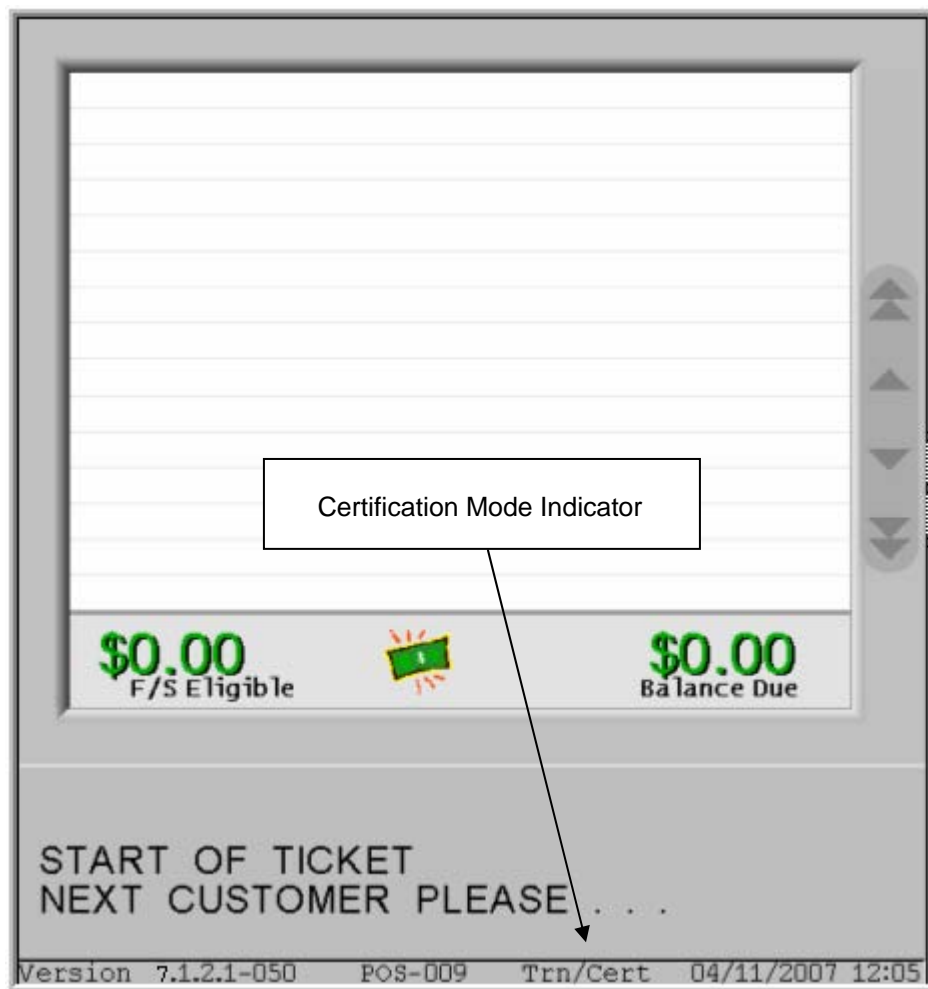 Certification Mode Indicator
$0.00 $0.00
F/S Eligible Balance Due
START OF TICKET
NEXT CUSTOMER PLEASE . . .
Version 7.1.2.1-050 POS-009 Trn/Cert 04/11/2007 12:05